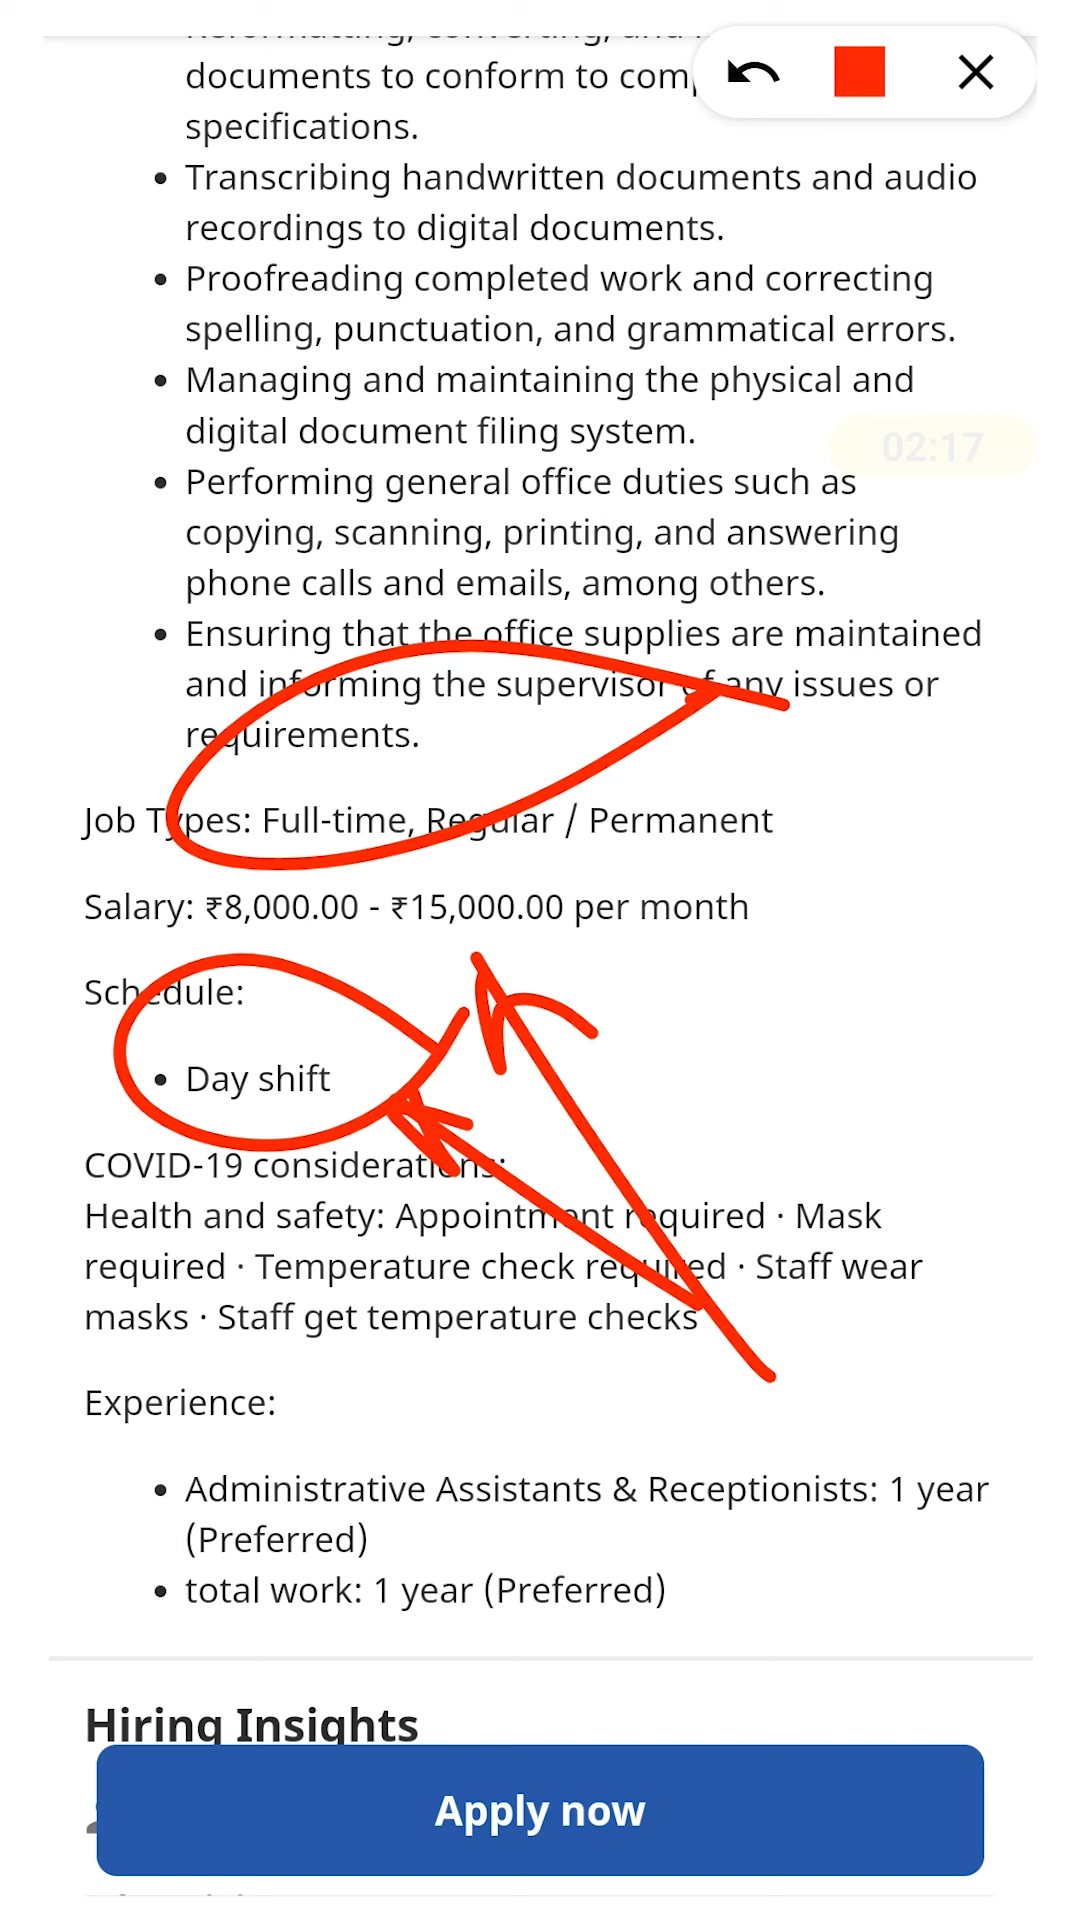 documents to conform to com
specifications.
• Transcribing handwritten documents and audio
recordings to digital documents.
• Proofreading completed work and correcting
spelling, punctuation, and grammatical errors.
• Managing and maintaining the physical and
digital document filing system.
02:17
• Performing general office duties such as
copying, scanning, printing, and answering
phone calls and emails, among others.
• Ensuring that the office supplies are maintained
and informing the supervisor of any issues or
requirements.
Job Types: Full-time, Regular / Permanent
Salary: ₹8,000.00 - ₹15,000.00 per month
Schedule:
• Day shift
COVID-19 considerations:
Health and safety: Appointment required · Mask
required · Temperature check required · Staff wear
masks · Staff get temperature checks
Experience:
• Administrative Assistants & Receptionists: 1 year
(Preferred)
• total work: 1 year (Preferred)
Hiring Insights
Apply now